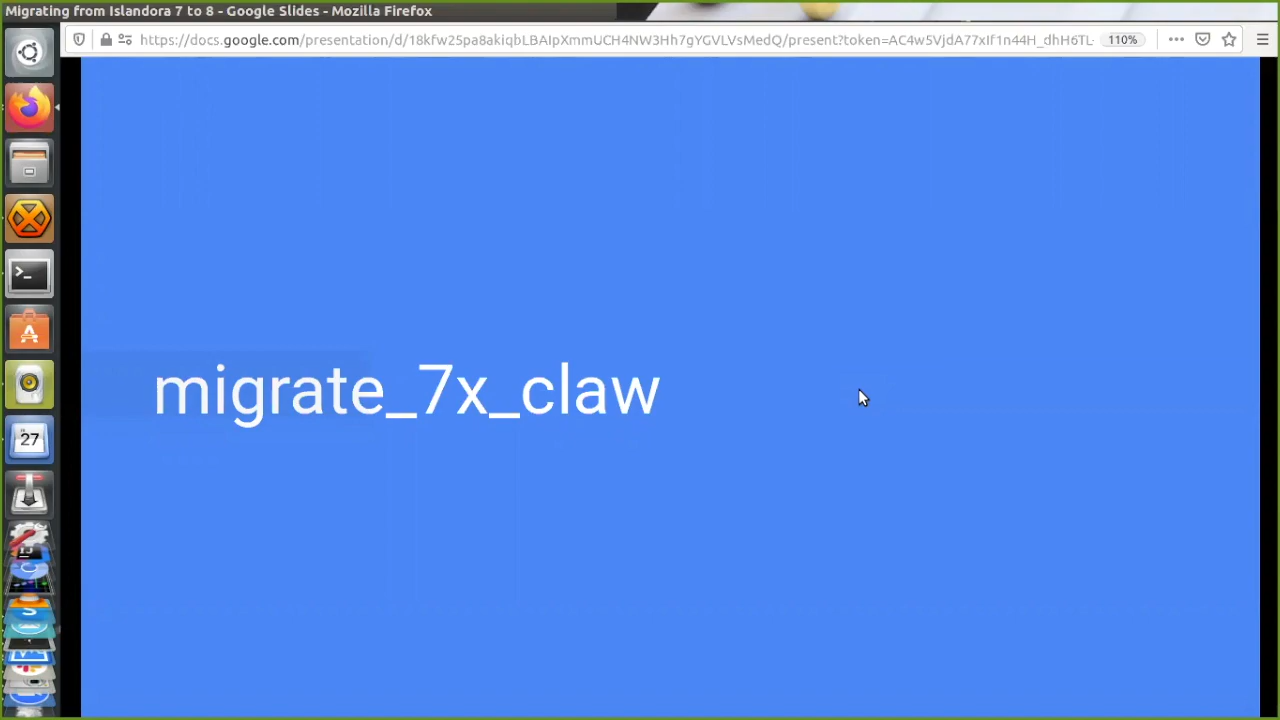 Migrating from Islandora 7 to 8 - Google Slides - Mozilla Firefox
https://docs.google.com/presentation/d/18kfw25pa8akiqbLBAIpXmmUCH4NW3Hh7gYGVLVsMedQ/present?token=AC4w5VjdA77xIf1n44H_dhH6TL-
110%
migrate_7x_claw
27